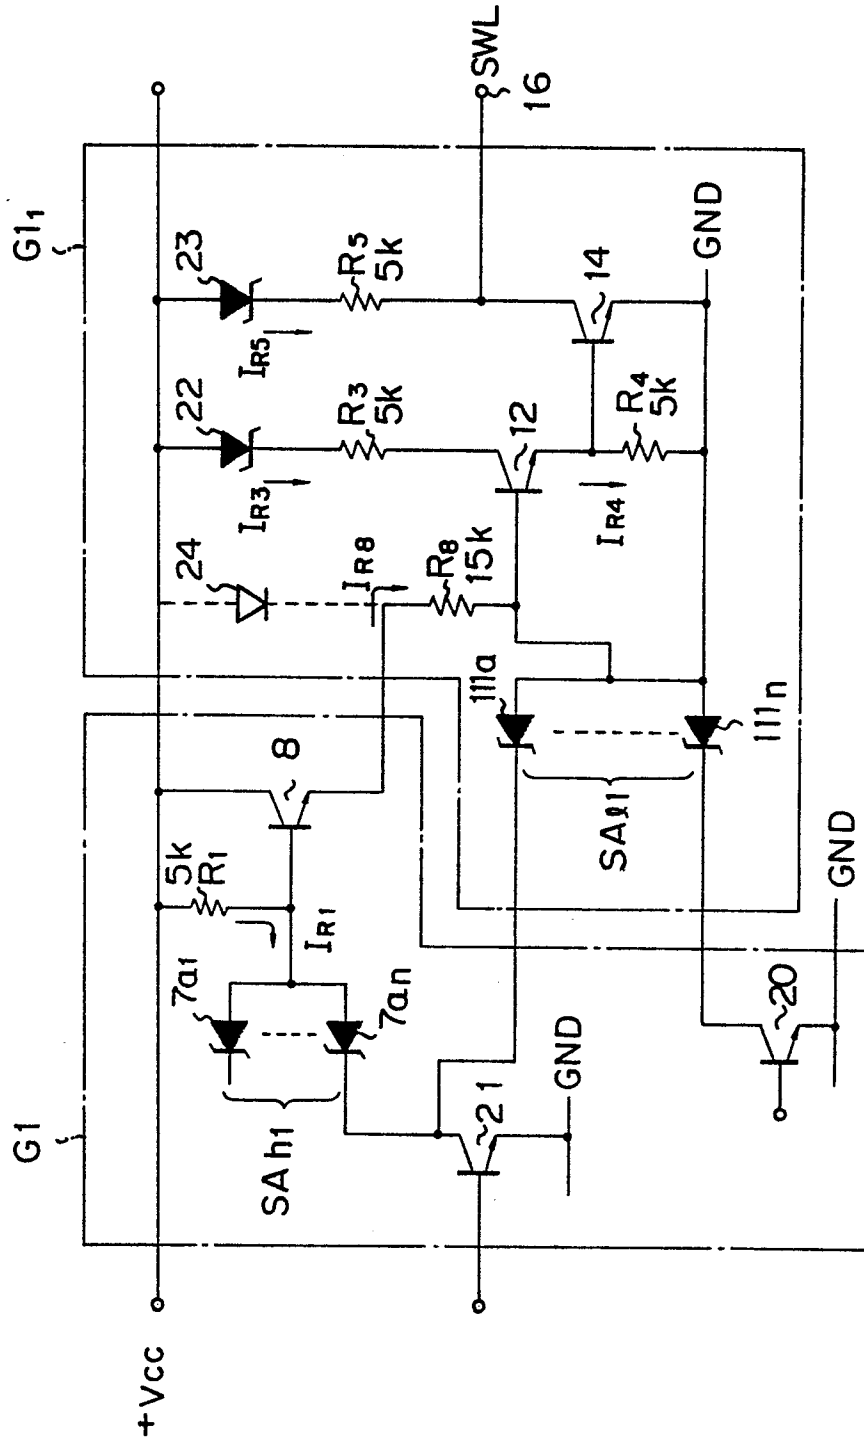 +Vcc
G1
G1₁
SAh1
7a1
7an
5k
R1
IR1
8
24
IR8
R8
15k
22
IR3
R3
5k
23
IR5
R5
5k
12
14
IR4
R4
5k
SWL
16
GND
111a
111n
SAℓ1
21
GND
20
GND